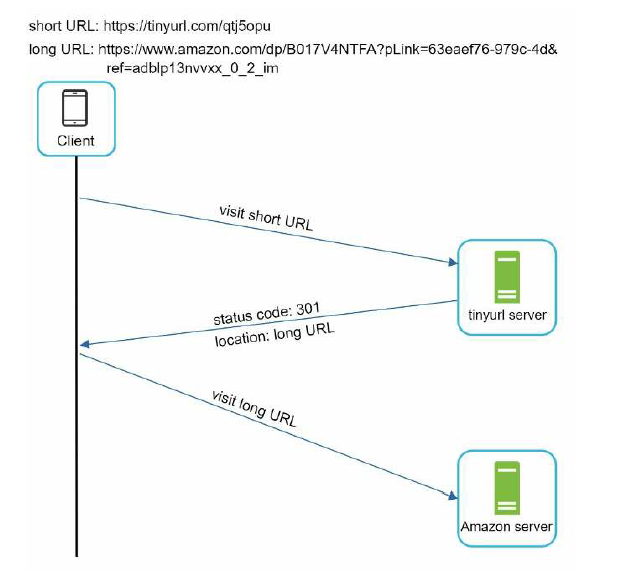 short URL: https://tinyurl.com/qtj5opu
long URL: https://www.amazon.com/dp/B017V4NTFA?pLink=63eaef76-979c-4d&
ref=adblp13nvvxx_0_2_im
Client
visit short URL
tinyurl server
status code: 301
location: long URL
visit long URL
Amazon server